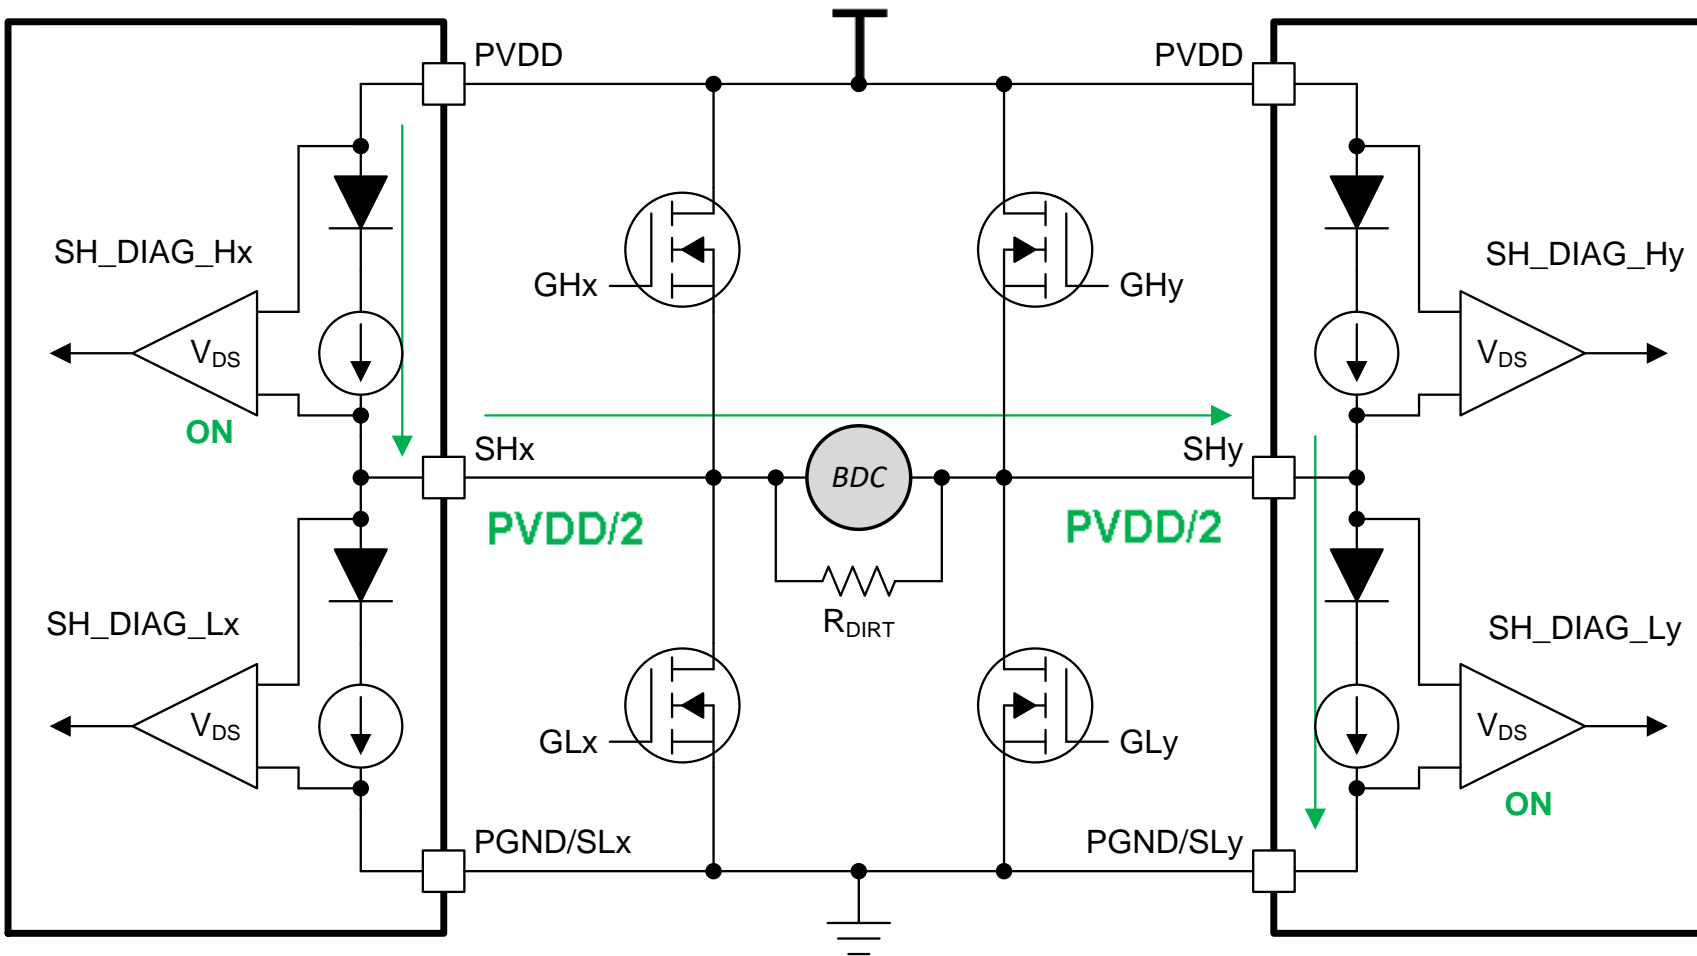 PVDD
PVDD
SH_DIAG_Hx
SH_DIAG_Hy
GHx
GHy
VDS
VDS
ON
SHx
SHy
BDC
PVDD/2
PVDD/2
RDIRT
SH_DIAG_Lx
SH_DIAG_Ly
VDS
VDS
GLx
GLy
ON
PGND/SLx
PGND/SLy